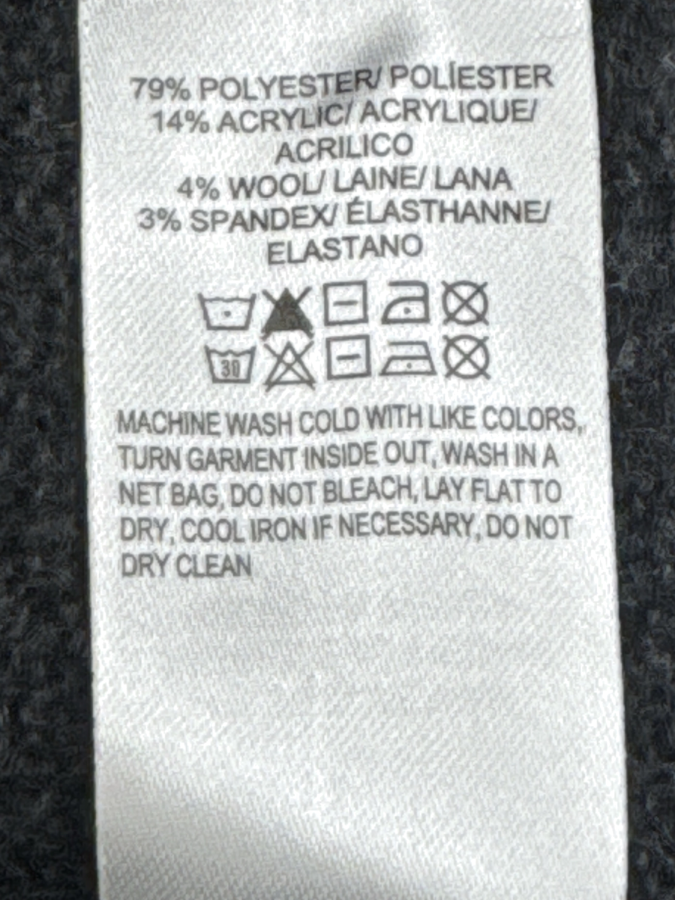 79% POLYESTER/ POLÍESTER
14% ACRYLIC/ ACRYLIQUE/
ACRILICO
4% WOOL/ LAINE/ LANA
3% SPANDEX/ ÉLASTHANNE/
ELASTANO
30
MACHINE WASH COLD WITH LIKE COLORS,
TURN GARMENT INSIDE OUT, WASH IN A
NET BAG, DO NOT BLEACH, LAY FLAT TO
DRY, COOL IRON IF NECESSARY, DO NOT
DRY CLEAN